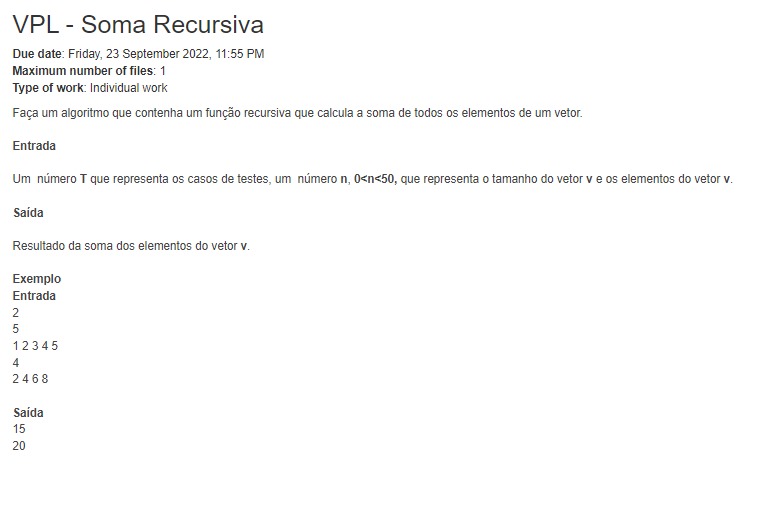 VPL - Soma Recursiva
Due date: Friday, 23 September 2022, 11:55 PM
Maximum number of files: 1
Type of work: Individual work
Faça um algoritmo que contenha um função recursiva que calcula a soma de todos os elementos de um vetor.
Entrada
Um número T que representa os casos de testes, um número n, 0<n<50, que representa o tamanho do vetor v e os elementos do vetor v.
Saída
Resultado da soma dos elementos do vetor v.
Exemplo
Entrada
2
5
1 2 3 4 5
4
2 4 6 8
Saída
15
20